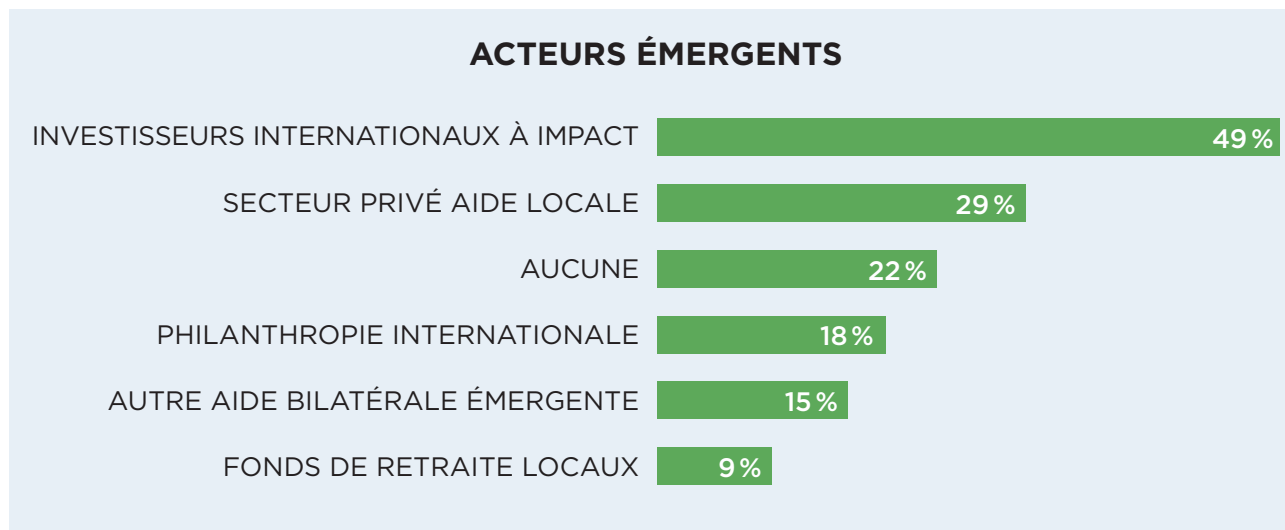 ACTEURS ÉMERGENTS
INVESTISSEURS INTERNATIONAUX À IMPACT 49 %
SECTEUR PRIVÉ AIDE LOCALE 29 %
AUCUNE 22 %
PHILANTHROPIE INTERNATIONALE 18 %
AUTRE AIDE BILATÉRALE ÉMERGENTE 15 %
FONDS DE RETRAITE LOCAUX 9 %